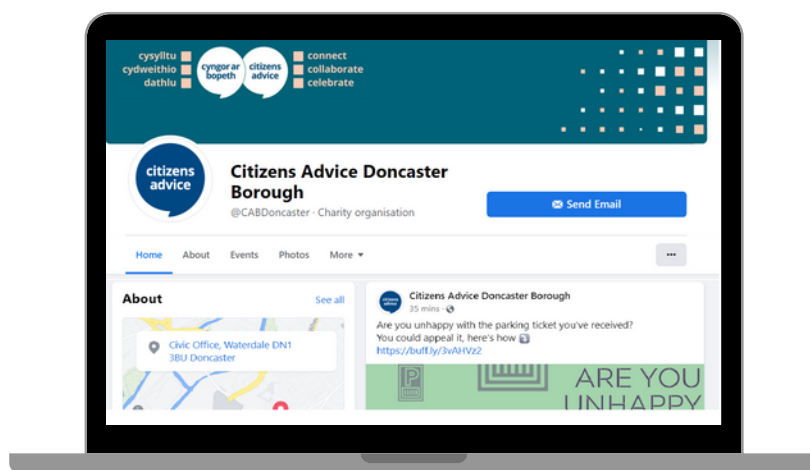 cysylltu
cydweithio
dathlu
cyngor ar
bopeth
citizens
advice
connect
collaborate
celebrate
citizens
advice
Citizens Advice Doncaster
Borough
@CABDoncaster · Charity organisation
Send Email
Home About Events Photos More
About See all
Civic Office, Waterdale DN1
3BU Doncaster
Citizens Advice Doncaster Borough
35 mins ·
Are you unhappy with the parking ticket you've received?
You could appeal it, here's how
https://buff.ly/3vAHVz2
P
ARE YOU
UNHAPPY